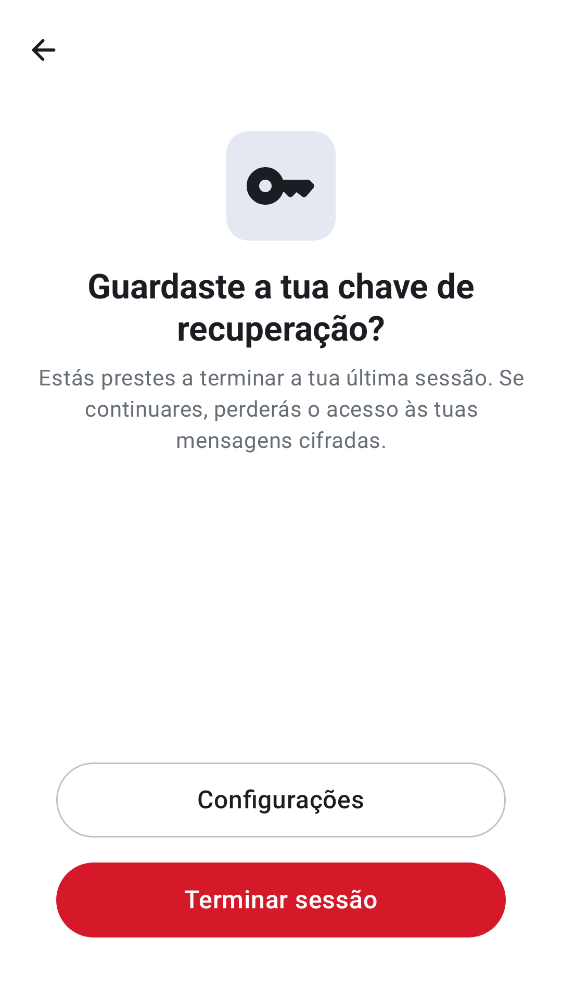 Guardaste a tua chave de
recuperação?
Estás prestes a terminar a tua última sessão. Se
continuares, perderás o acesso às tuas
mensagens cifradas.
Configurações
Terminar sessão